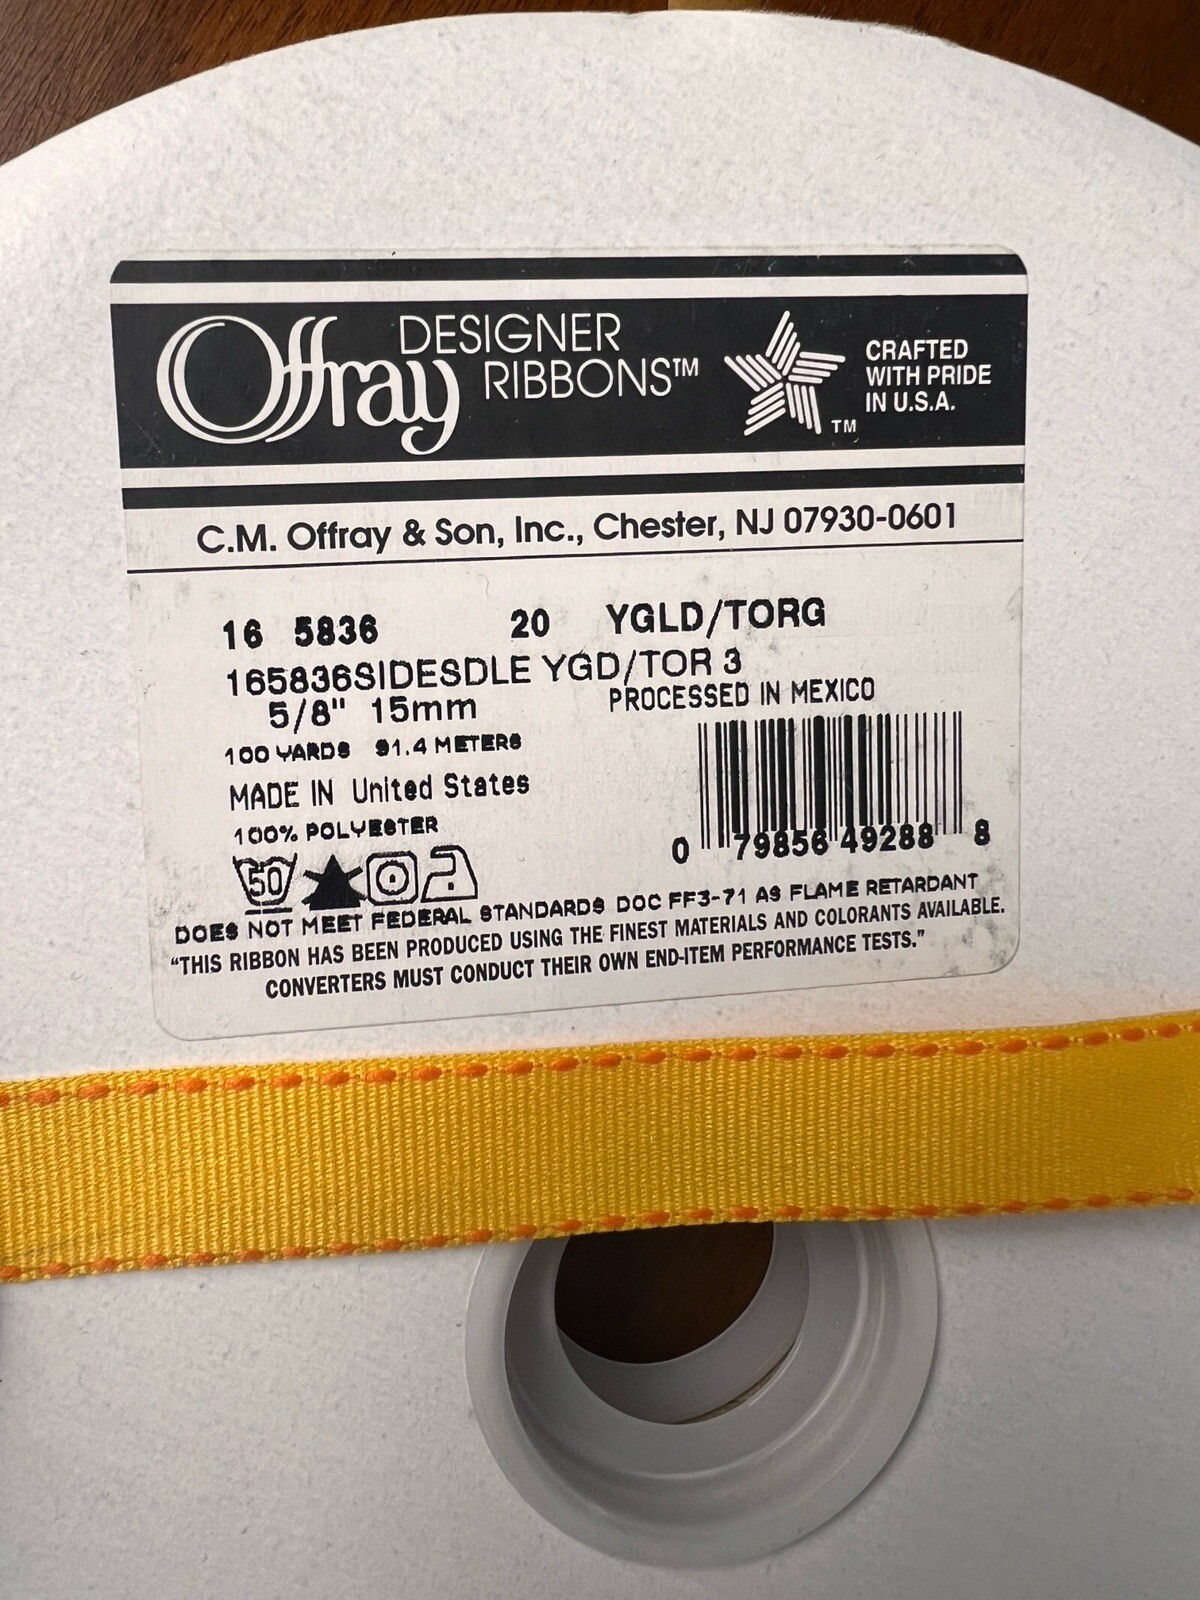 Offray DESIGNER RIBBONS™
CRAFTED
WITH PRIDE
IN U.S.A.
TM
C.M. Offray & Son, Inc., Chester, NJ 07930-0601
16 5836 20 YGLD/TORG
165836SIDESDLE YGD/TOR 3
5/8" 15mm PROCESSED IN MEXICO
100 YARDS 91.4 METERS
MADE IN United States
100% POLYESTER
0 79856 49288 8
50
DOES NOT MEET FEDERAL STANDARDS DOC FF3-71 AS FLAME RETARDANT
“THIS RIBBON HAS BEEN PRODUCED USING THE FINEST MATERIALS AND COLORANTS AVAILABLE.
CONVERTERS MUST CONDUCT THEIR OWN END-ITEM PERFORMANCE TESTS.”